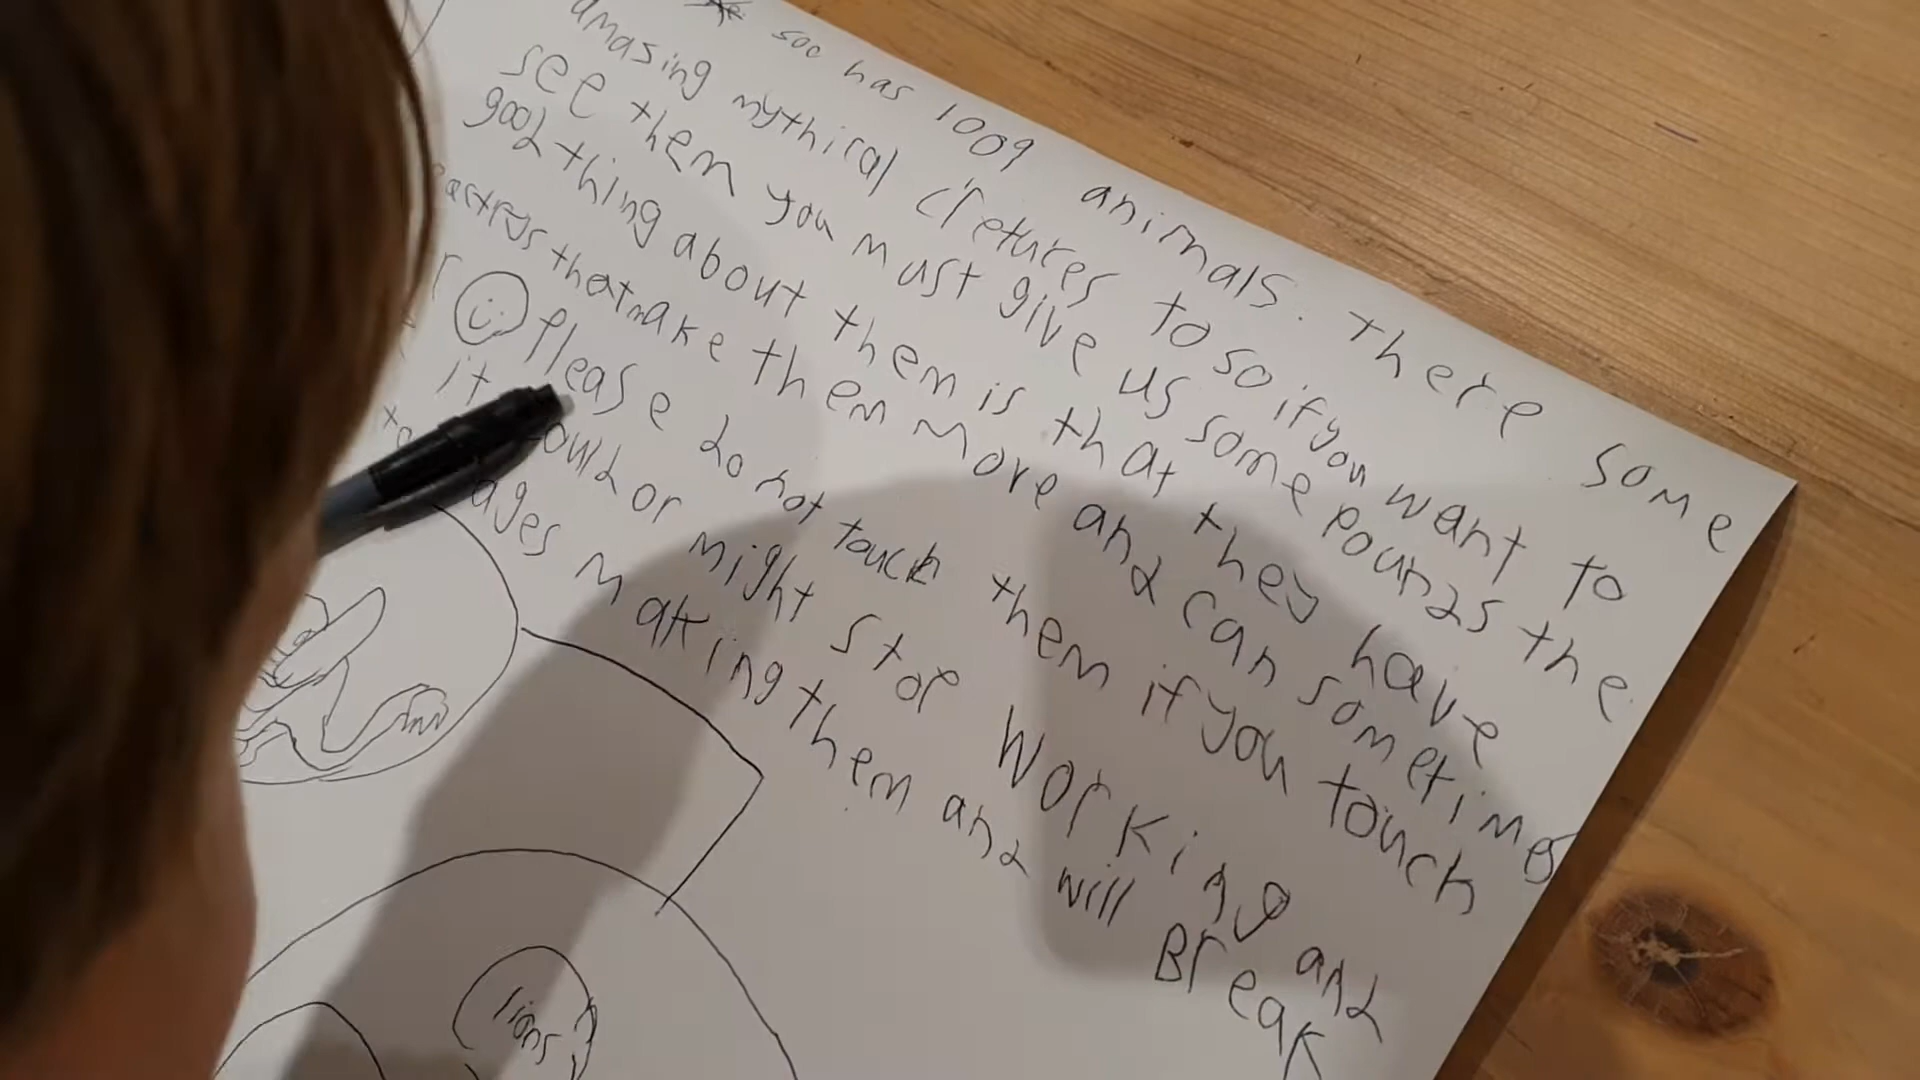 soo has 1009 animals. there some
amasing mythical cretures to so if you want to
see them you must give us some pounds the
good thing about them is that they have
that make them more and can sometimes
Please do not touch them if you touch
it or might stop working and
ages making them and will Break
lions